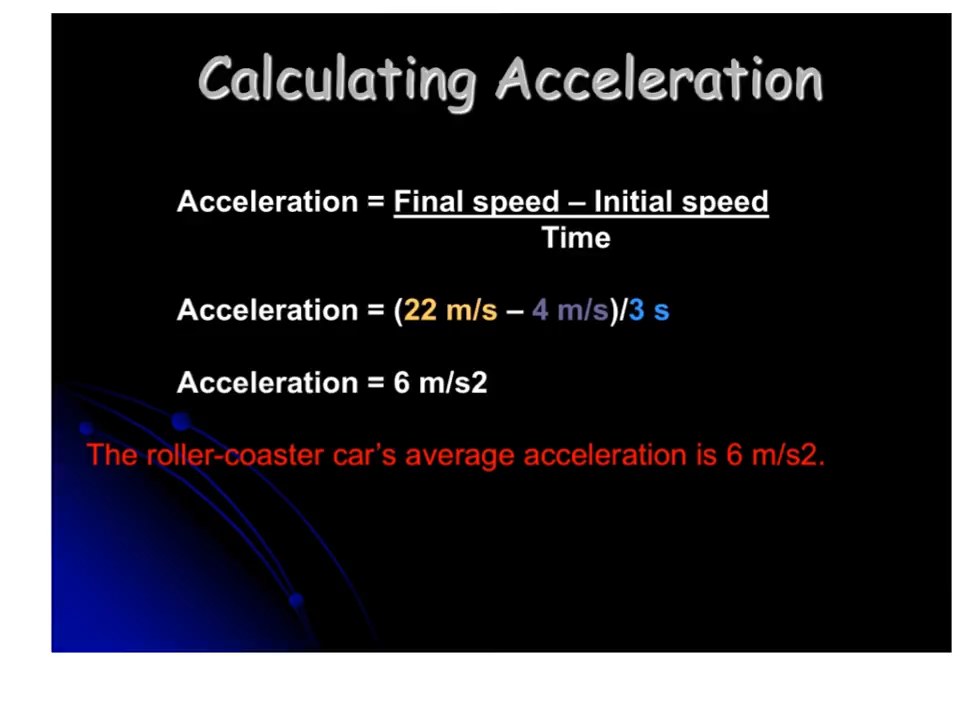 Calculating Acceleration
Acceleration = Final speed – Initial speed
Time
Acceleration = (22 m/s – 4 m/s)/3 s
Acceleration = 6 m/s2
The roller-coaster car’s average acceleration is 6 m/s2.